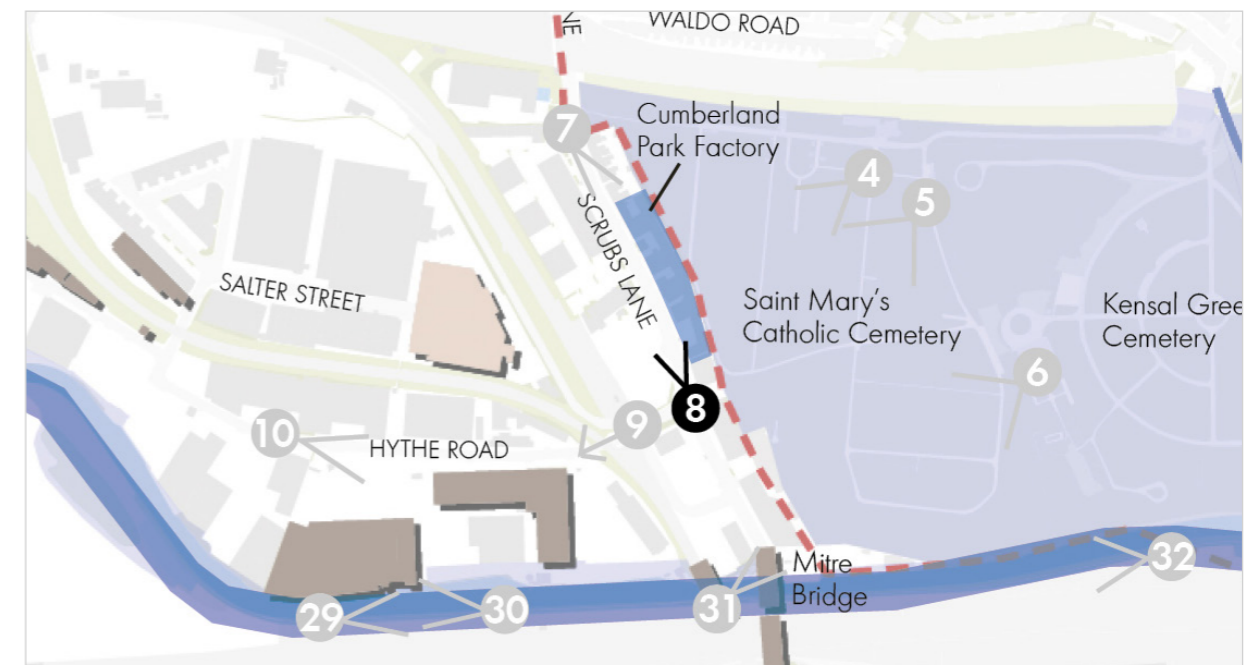 NE
WALDO ROAD
Cumberland
Park Factory
7
4
5
SCRUBS LANE
SALTER STREET
Saint Mary's
Catholic Cemetery
Kensal Gree
Cemetery
6
8
9
10
HYTHE ROAD
Mitre
Bridge
32
29
30
31